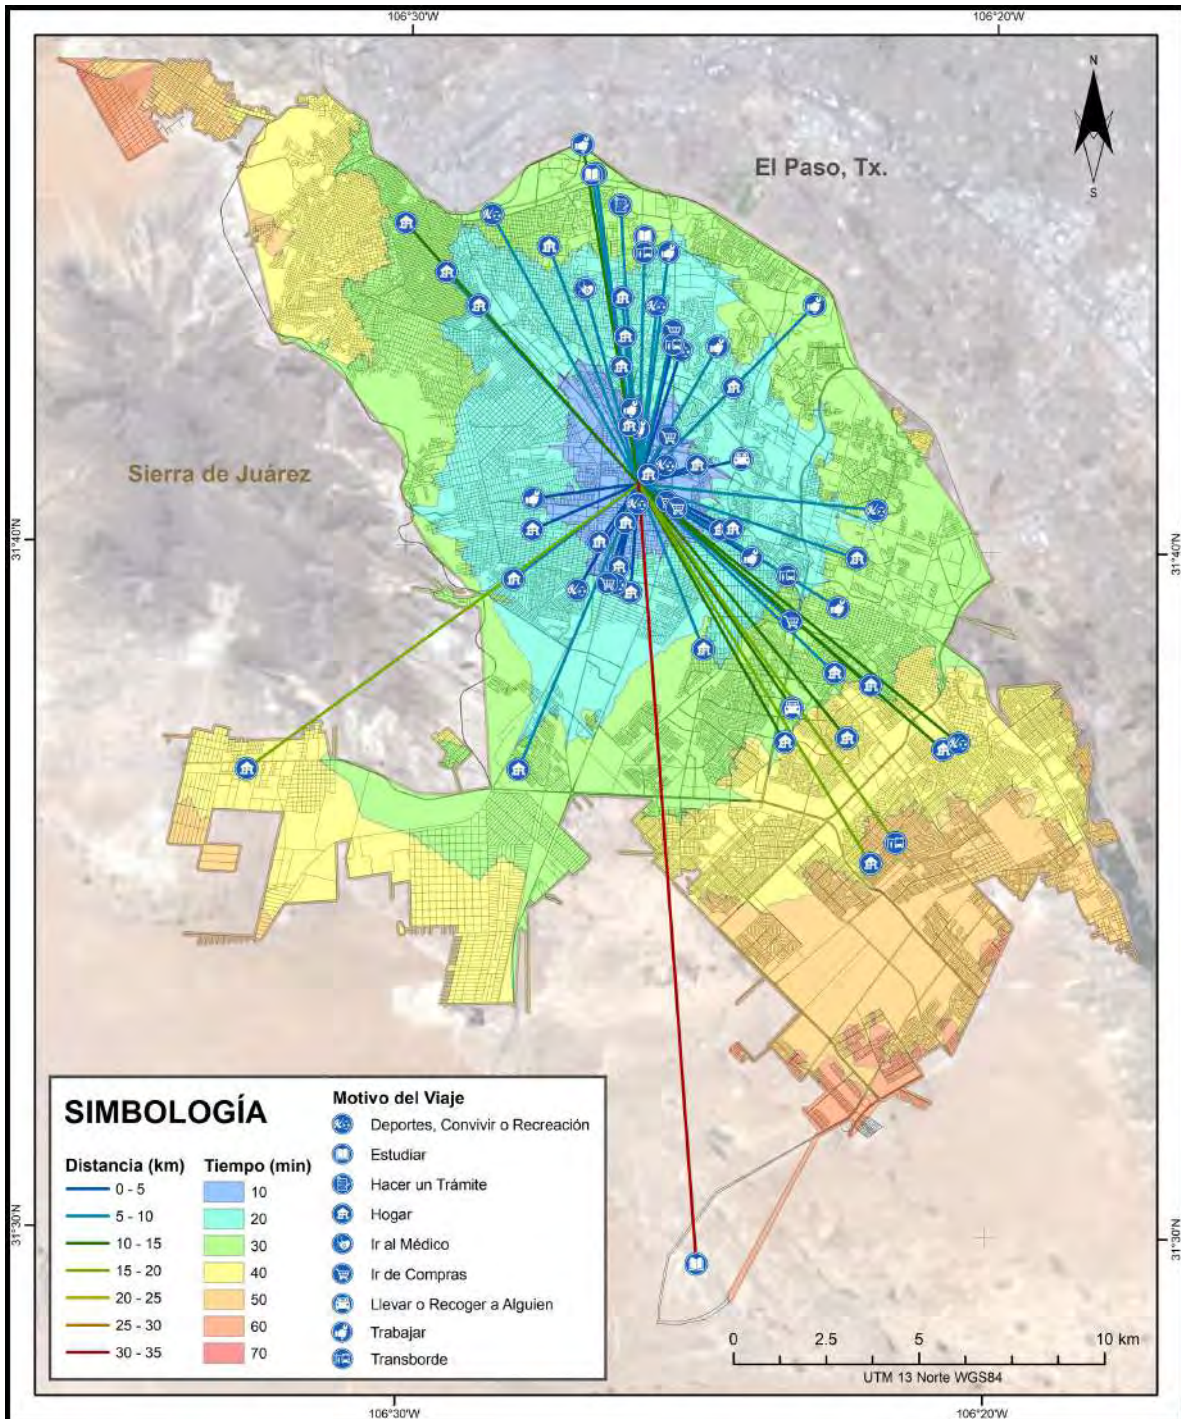 106°30'W
106°20'W
N
S
El Paso, Tx.
Sierra de Juárez
31°40'N
31°40'N
31°30'N
31°30'N
SIMBOLOGÍA
Distancia (km)
0 - 5
5 - 10
10 - 15
15 - 20
20 - 25
25 - 30
30 - 35
Tiempo (min)
10
20
30
40
50
60
70
Motivo del Viaje
Deportes, Convivir o Recreación
Estudiar
Hacer un Trámite
Hogar
Ir al Médico
Ir de Compras
Llevar o Recoger a Alguien
Trabajar
Transborde
0 2.5 5 10 km
UTM 13 Norte WGS84
106°30'W
106°20'W